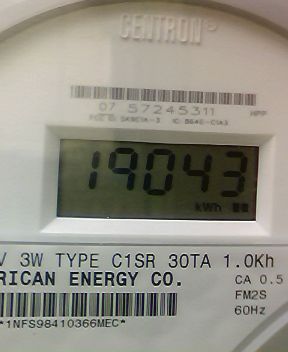 CENTRON®
07 57245311
HPP
19043
kWh
V 3W TYPE C1SR 30TA 1.0Kh
RICAN ENERGY CO.
CA 0.5
FM2S
60Hz
*1NFS98410366MEC*